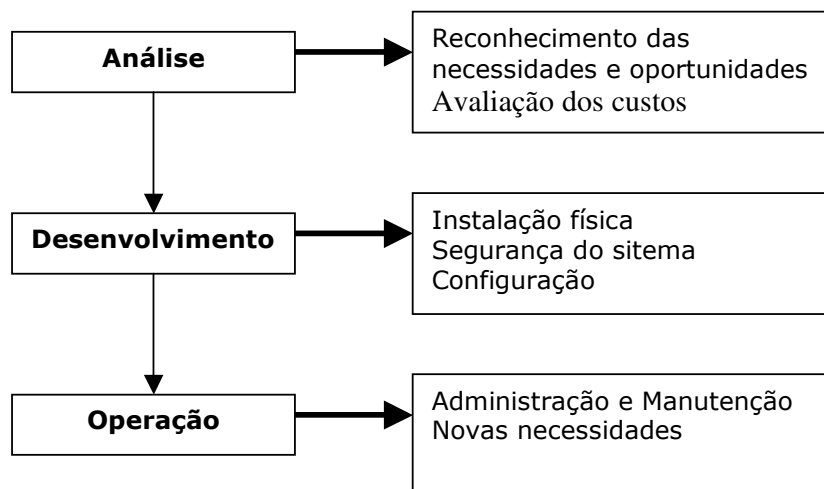 Análise
Reconhecimento das
necessidades e oportunidades
Avaliação dos custos
Desenvolvimento
Instalação física
Segurança do sitema
Configuração
Operação
Administração e Manutenção
Novas necessidades